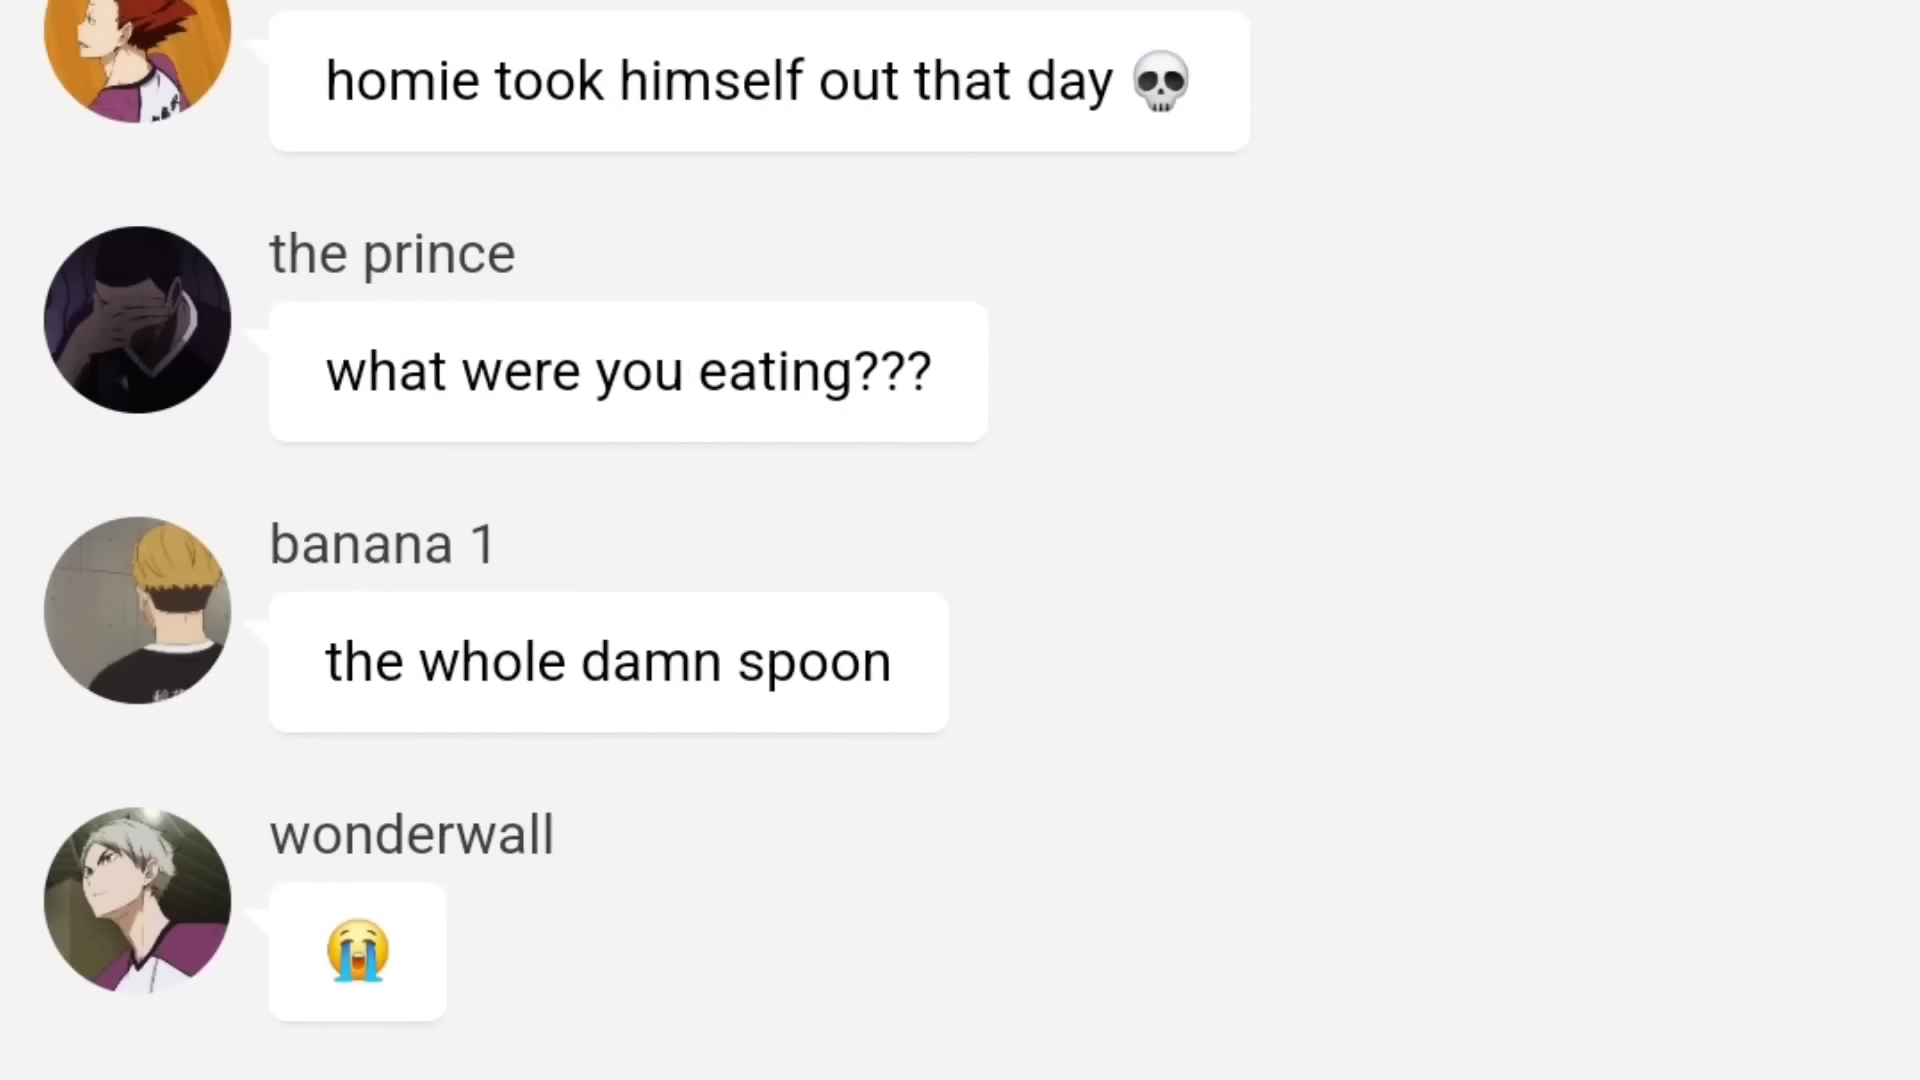 homie took himself out that day 💀
the prince
what were you eating???
banana 1
the whole damn spoon
wonderwall
😭